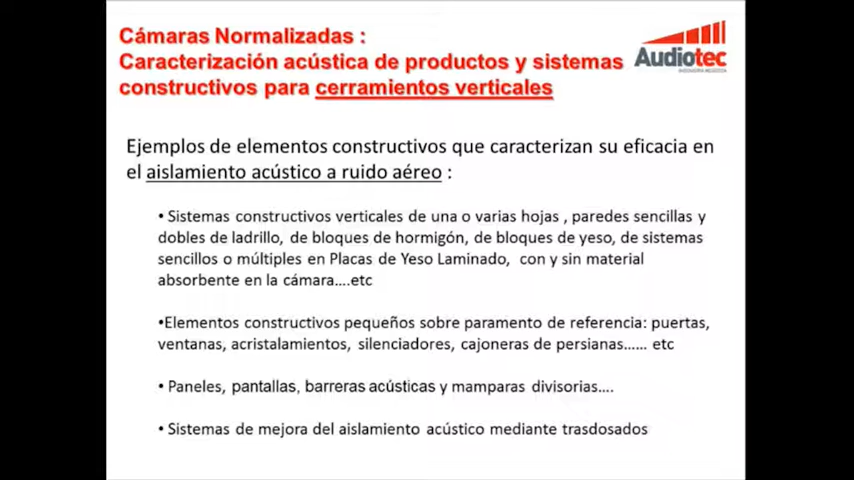 Cámaras Normalizadas :
Caracterización acústica de productos y sistemas
constructivos para cerramientos verticales
Audiotec
INGENIERÍA ACÚSTICA
Ejemplos de elementos constructivos que caracterizan su eficacia en
el aislamiento acústico a ruido aéreo :
• Sistemas constructivos verticales de una o varias hojas , paredes sencillas y
dobles de ladrillo, de bloques de hormigón, de bloques de yeso, de sistemas
sencillos o múltiples en Placas de Yeso Laminado, con y sin material
absorbente en la cámara....etc
•Elementos constructivos pequeños sobre paramento de referencia: puertas,
ventanas, acristalamientos, silenciadores, cajoneras de persianas...... etc
• Paneles, pantallas, barreras acústicas y mamparas divisorias....
• Sistemas de mejora del aislamiento acústico mediante trasdosados